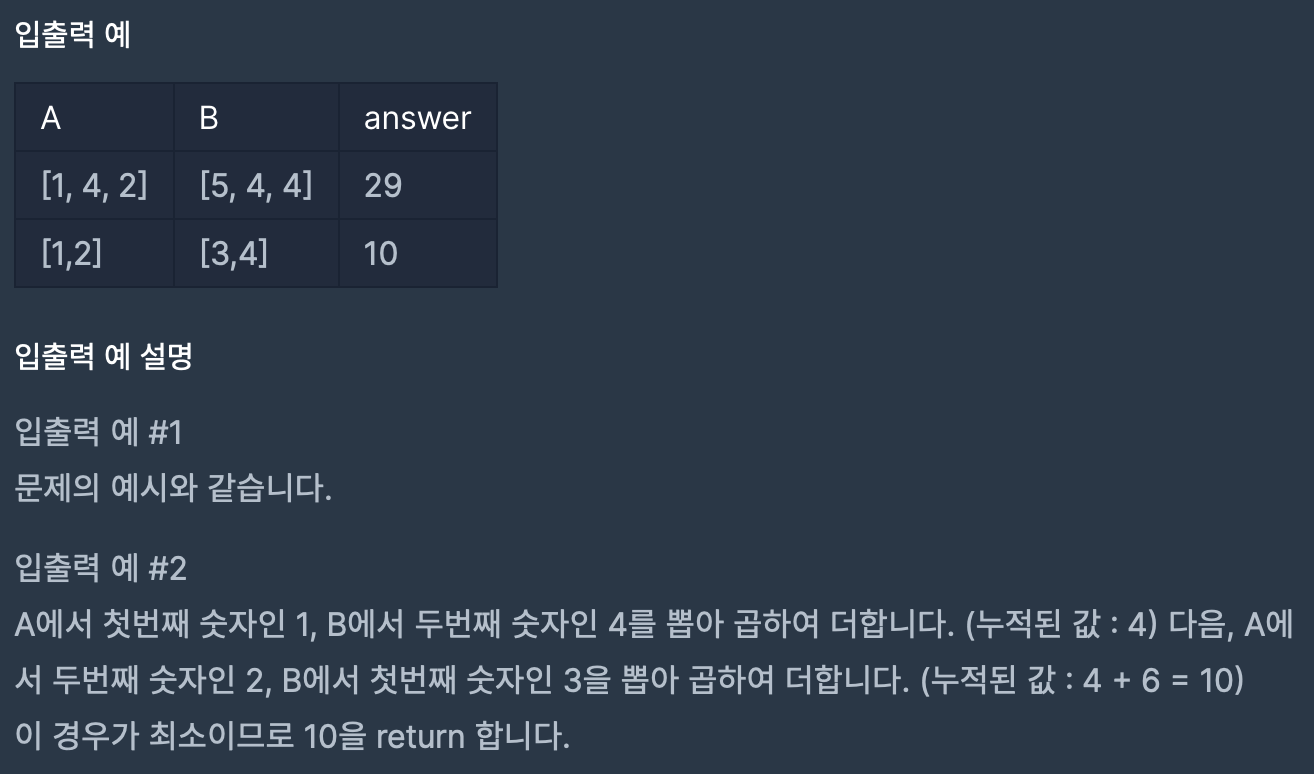 입출력 예
A B answer
[1, 4, 2] [5, 4, 4] 29
[1,2] [3,4] 10
입출력 예 설명
입출력 예 #1
문제의 예시와 같습니다.
입출력 예 #2
A에서 첫번째 숫자인 1, B에서 두번째 숫자인 4를 뽑아 곱하여 더합니다. (누적된 값 : 4) 다음, A에
서 두번째 숫자인 2, B에서 첫번째 숫자인 3을 뽑아 곱하여 더합니다. (누적된 값 : 4 + 6 = 10)
이 경우가 최소이므로 10을 return 합니다.